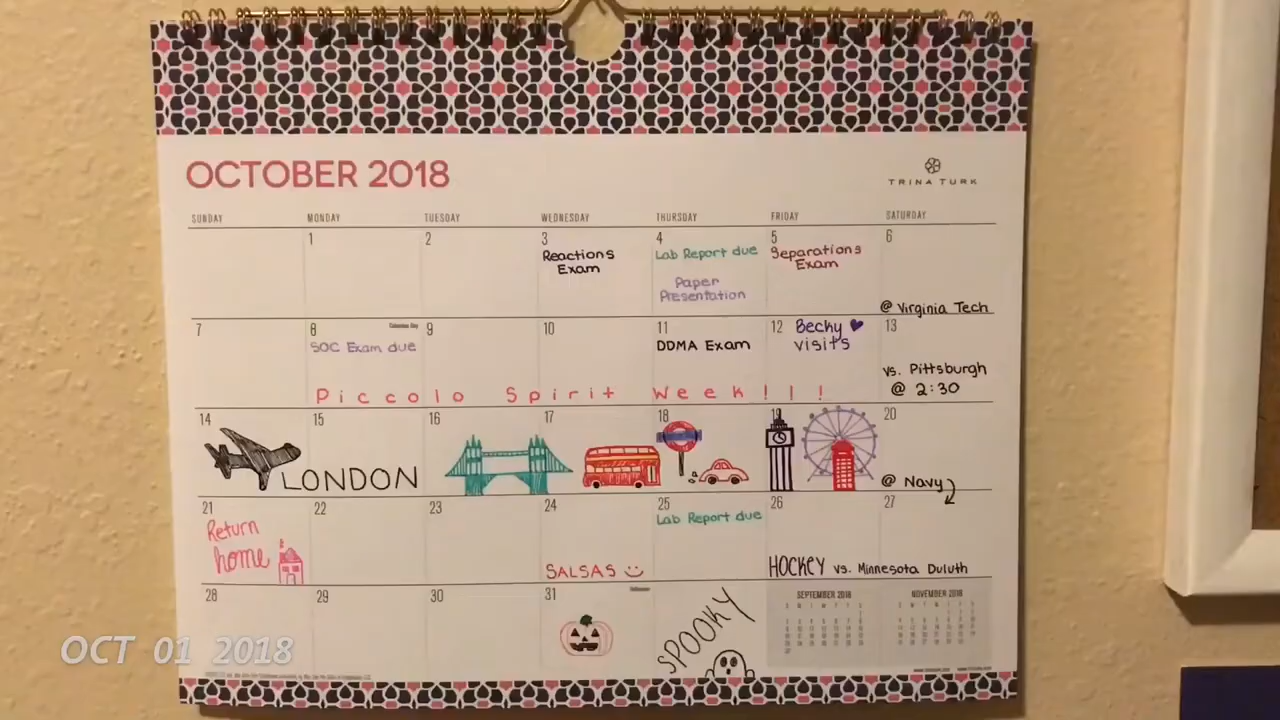 OCTOBER 2018
TRINA TURK
SUNDAY MONDAY TUESDAY WEDNESDAY THURSDAY FRIDAY SATURDAY
1 2 3 4 5 6
Reactions
Exam
Lab Report due
Paper
Presentation
Separations
Exam
@ Virginia Tech
7 8 Columbus Day 9 10 11 12 13
SOC Exam due
DDMA Exam
Becky
visits
vs. Pittsburgh
@ 2:30
Piccolo Spirit Week!!!
14 15 16 17 18 19 20
LONDON
@ Navy
21 22 23 24 25 26 27
Return
home
Lab Report due
SALSAS
HOCKEY vs. Minnesota Duluth
28 29 30 31
SPOOKY
SEPTEMBER 2018 NOVEMBER 2018
OCT 01 2018